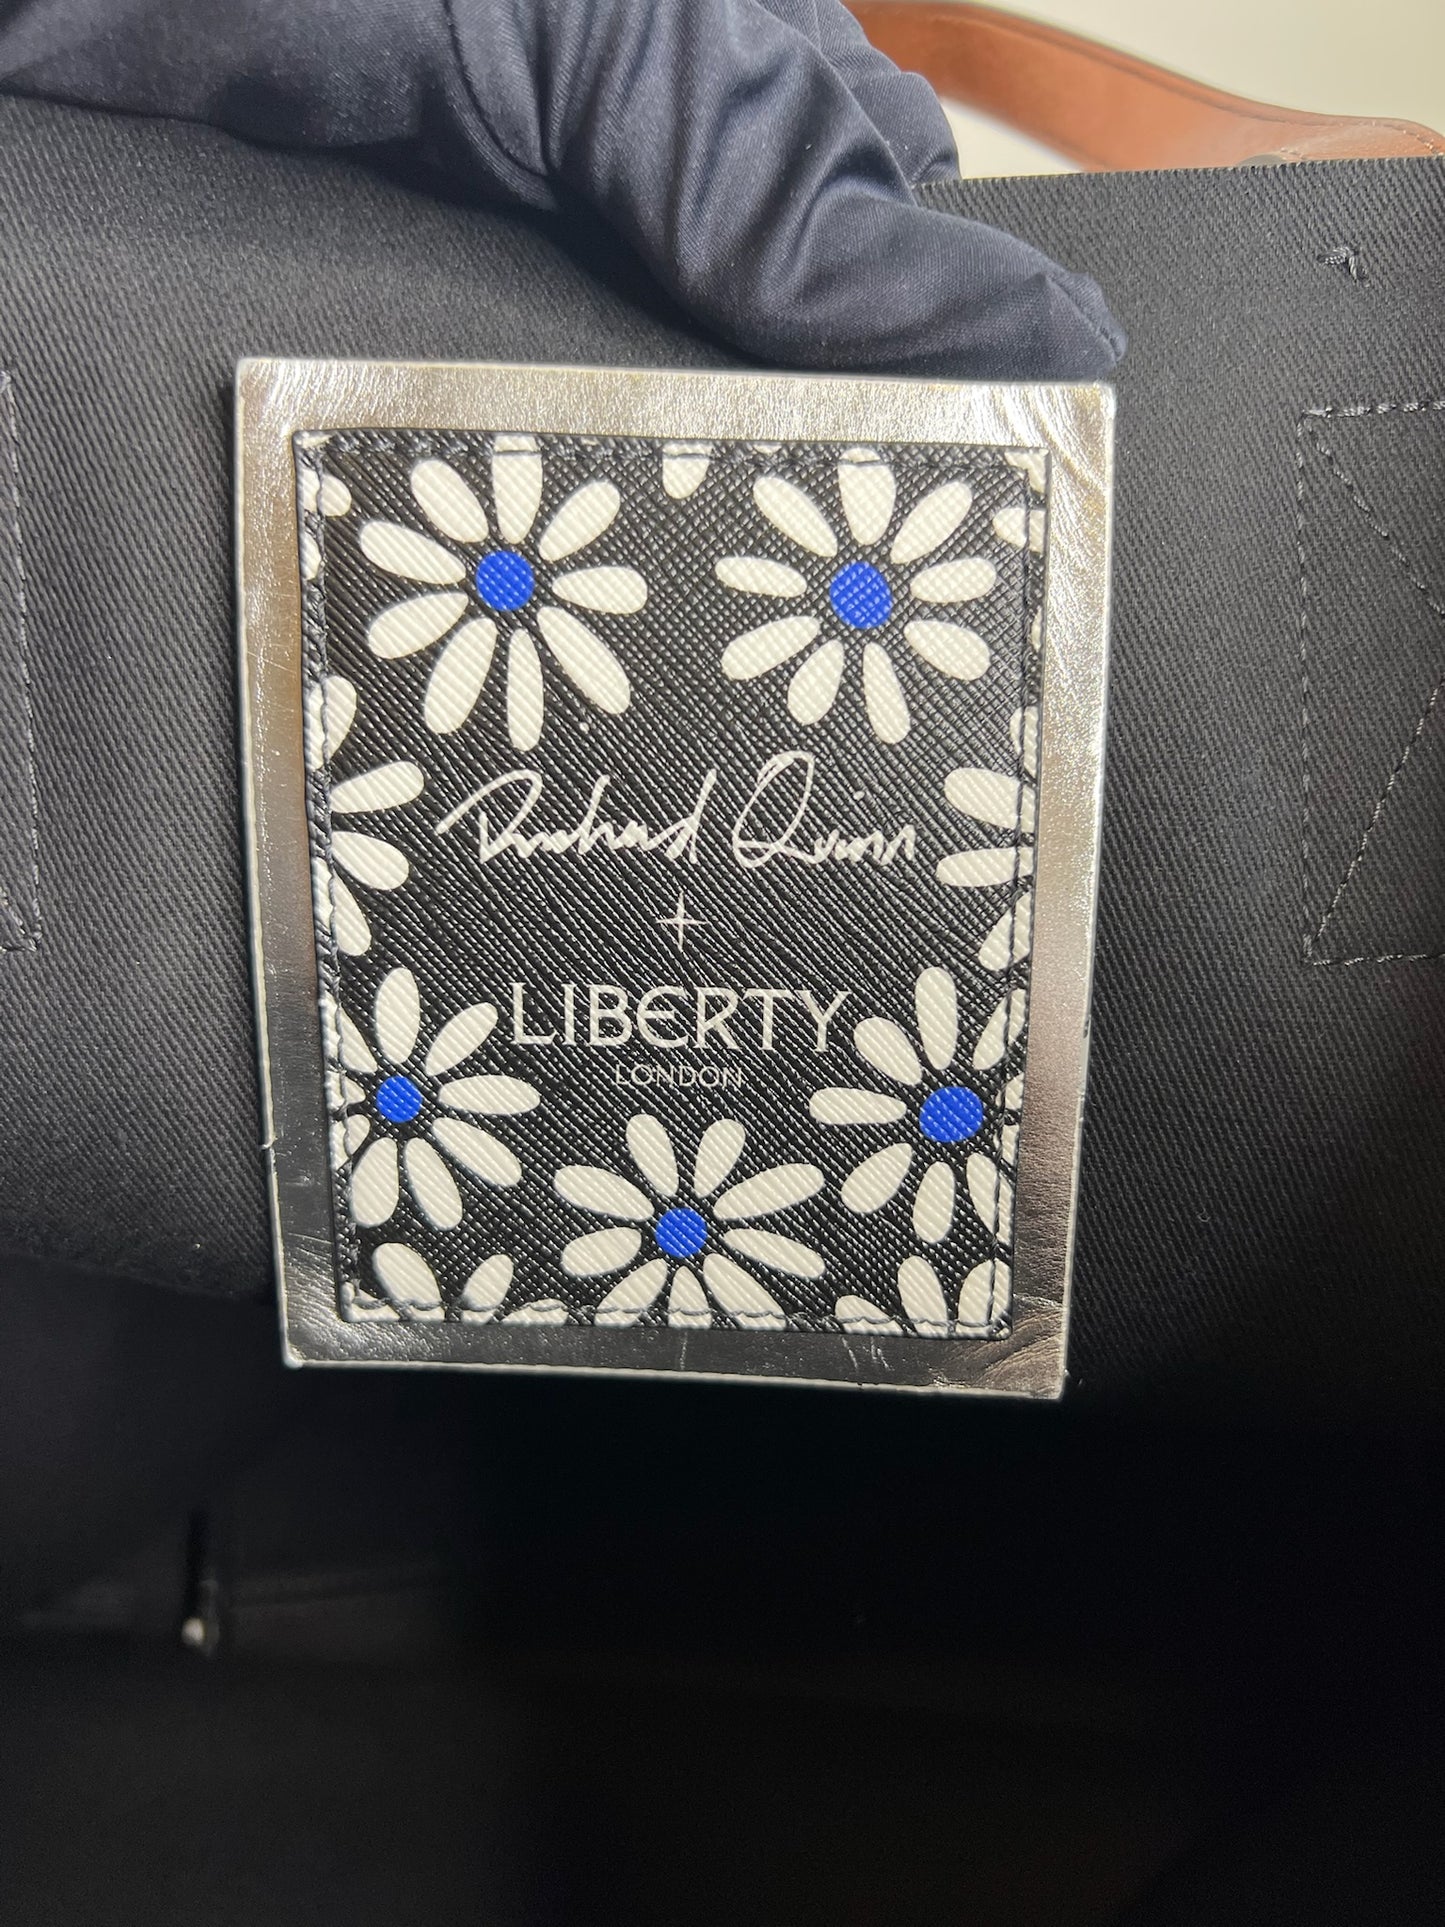 Richard Quinn
+
LIBERTY
LONDON